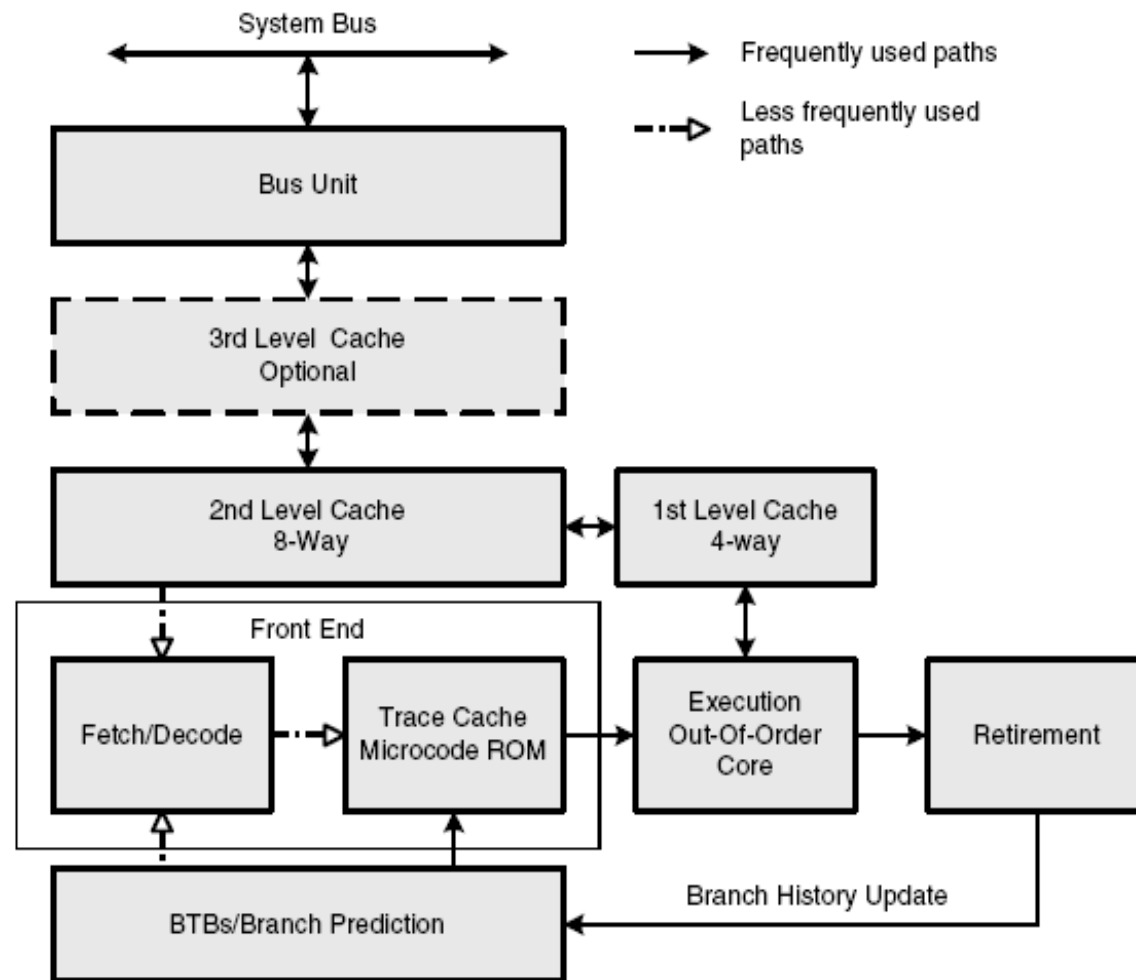 System Bus
Frequently used paths
Less frequently used
paths
Bus Unit
3rd Level Cache
Optional
2nd Level Cache
8-Way
1st Level Cache
4-way
Front End
Fetch/Decode
Trace Cache
Microcode ROM
Execution
Out-Of-Order
Core
Retirement
BTBs/Branch Prediction
Branch History Update